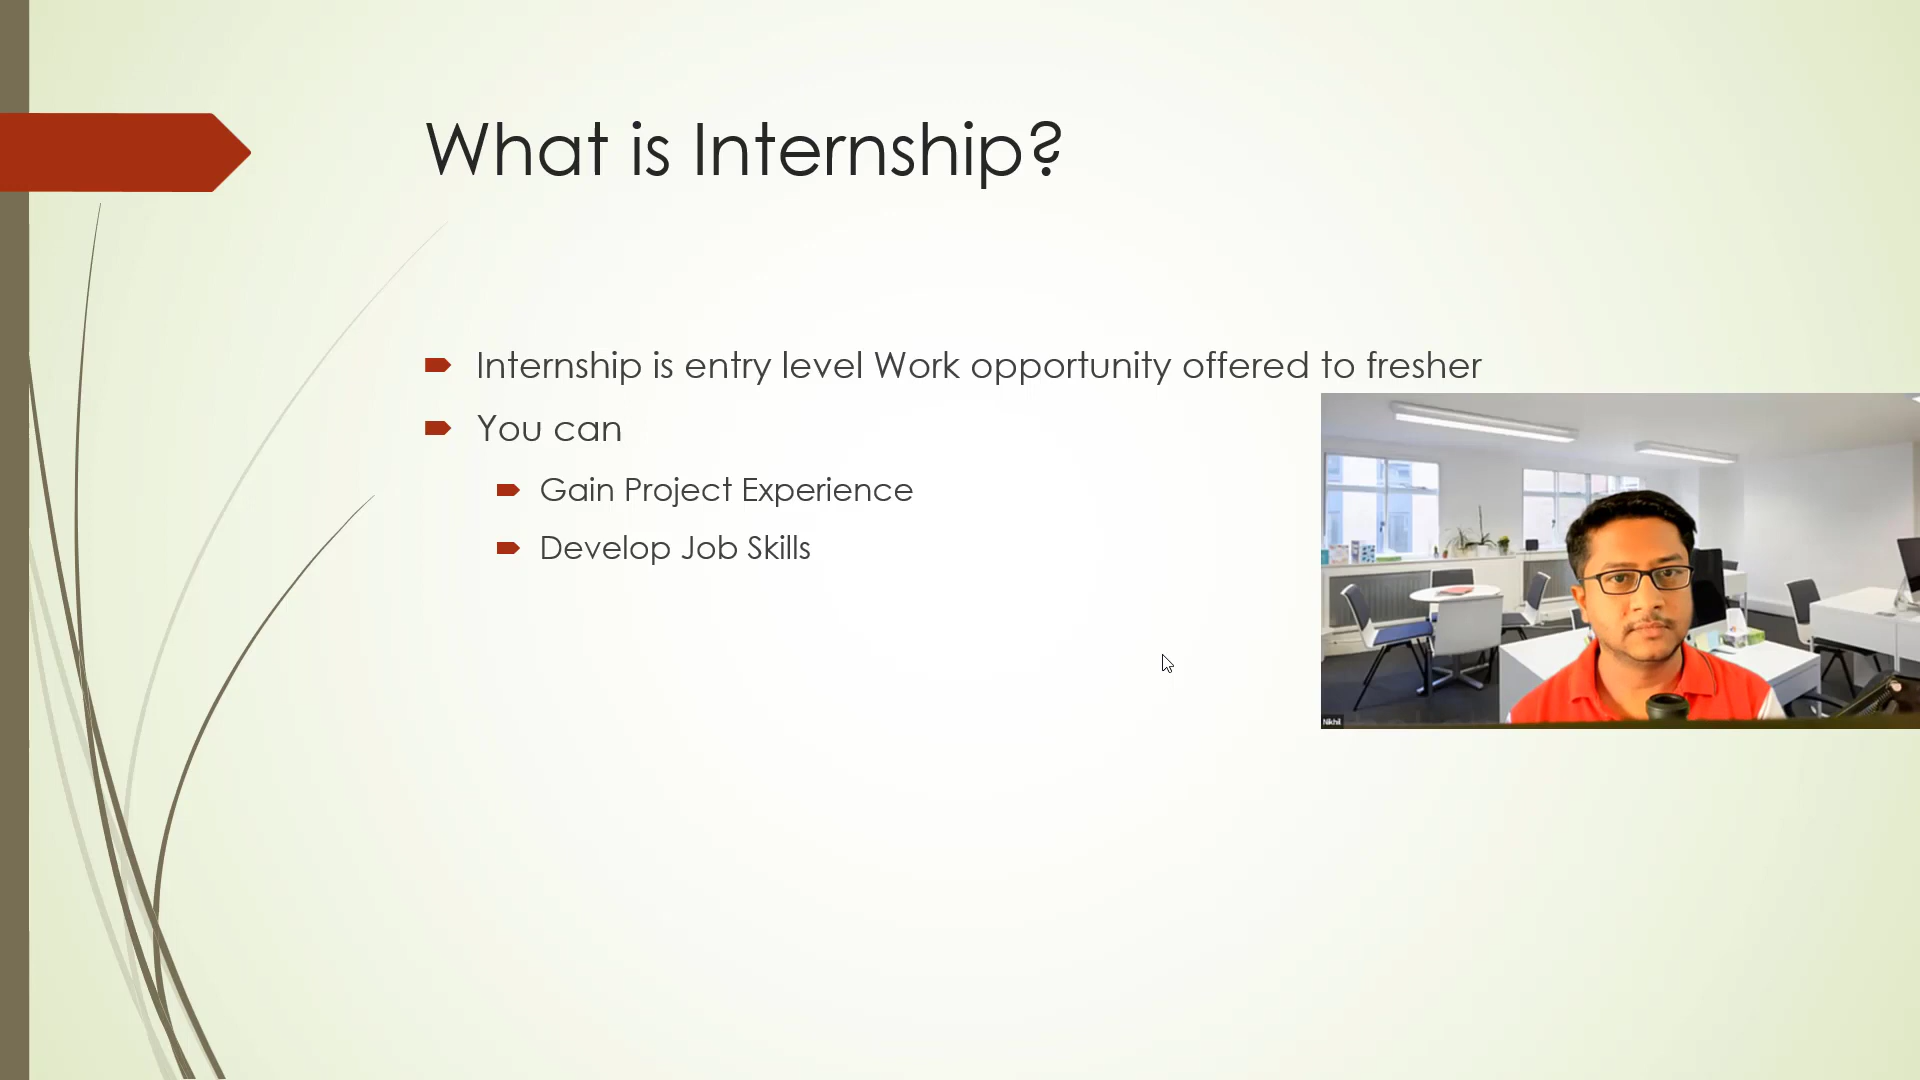 What is Internship?
Internship is entry level Work opportunity offered to fresher
You can
Gain Project Experience
Develop Job Skills
Nikhil